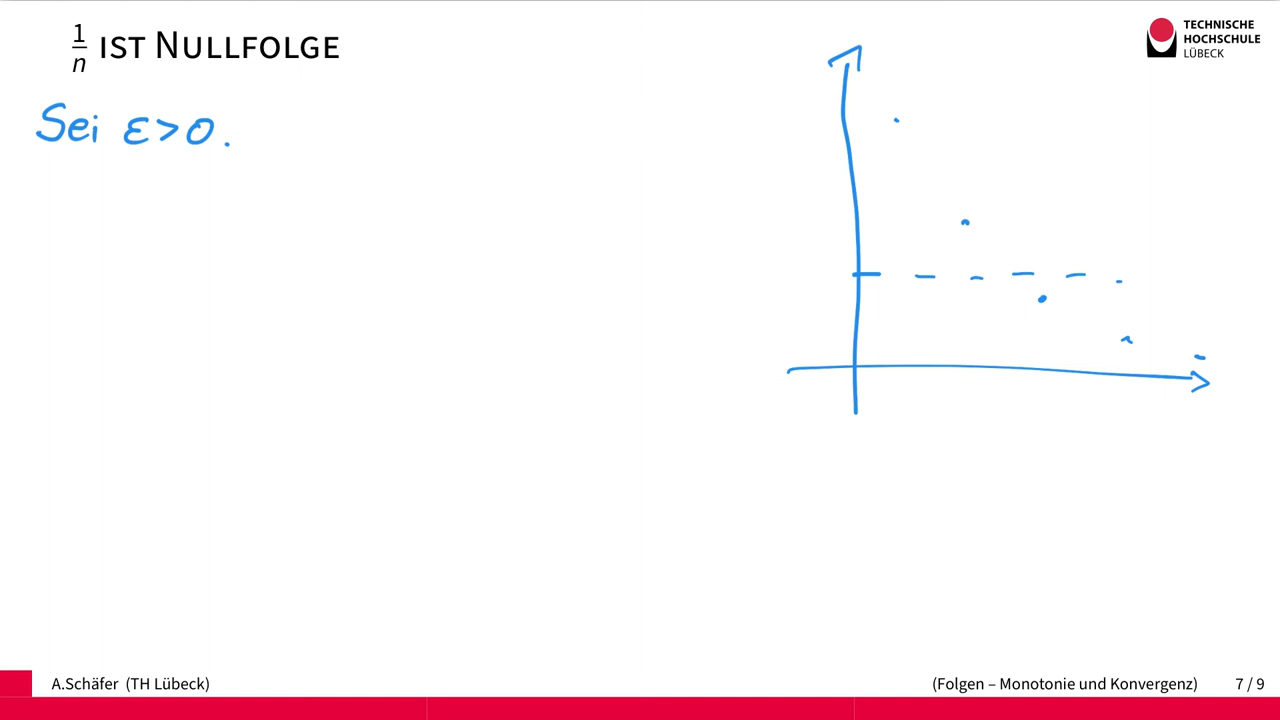 1/n IST NULLFOLGE
TECHNISCHE
HOCHSCHULE
LÜBECK
Sei ε>0.
A.Schäfer (TH Lübeck)
(Folgen – Monotonie und Konvergenz)
7 / 9